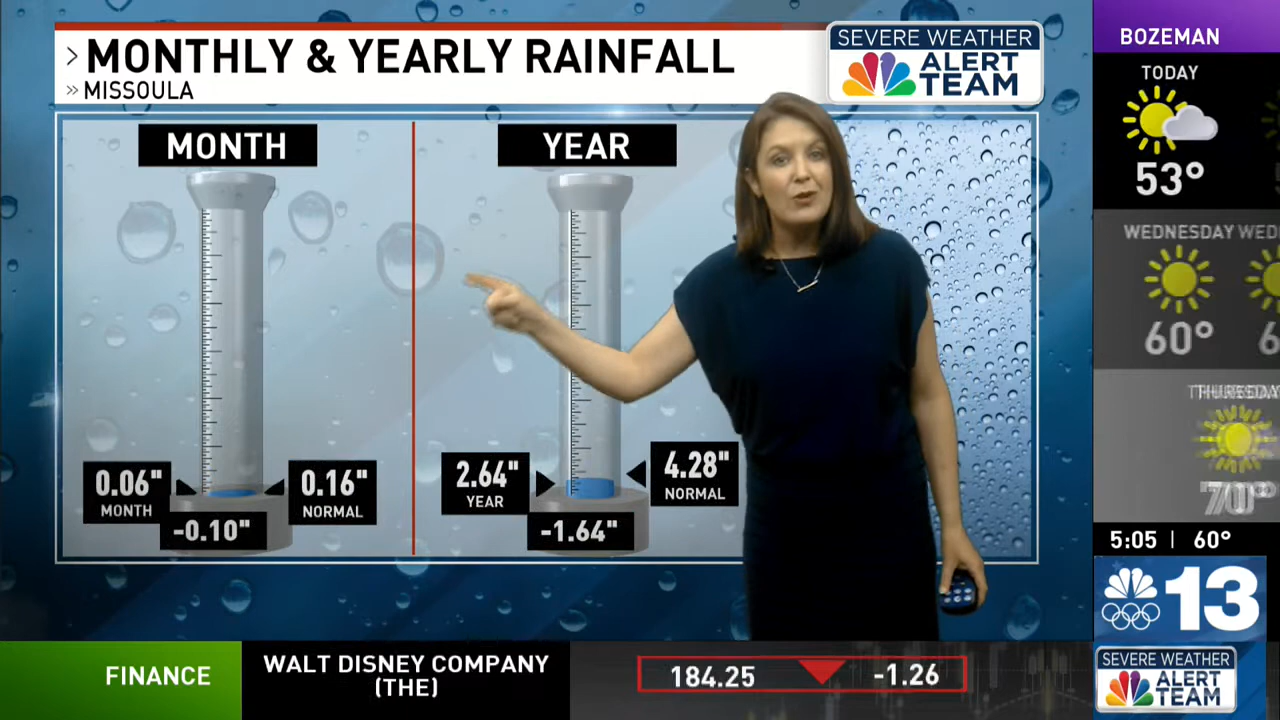 MONTHLY & YEARLY RAINFALL
MISSOULA
SEVERE WEATHER
ALERT
TEAM
MONTH
YEAR
0.06"
MONTH
0.16"
NORMAL
-0.10"
2.64"
YEAR
4.28"
NORMAL
-1.64"
BOZEMAN
TODAY
53°
WEDNESDAY
60°
THURSDAY
70°
5:05 | 60°
13
SEVERE WEATHER
ALERT
TEAM
FINANCE
WALT DISNEY COMPANY
(THE)
184.25
-1.26